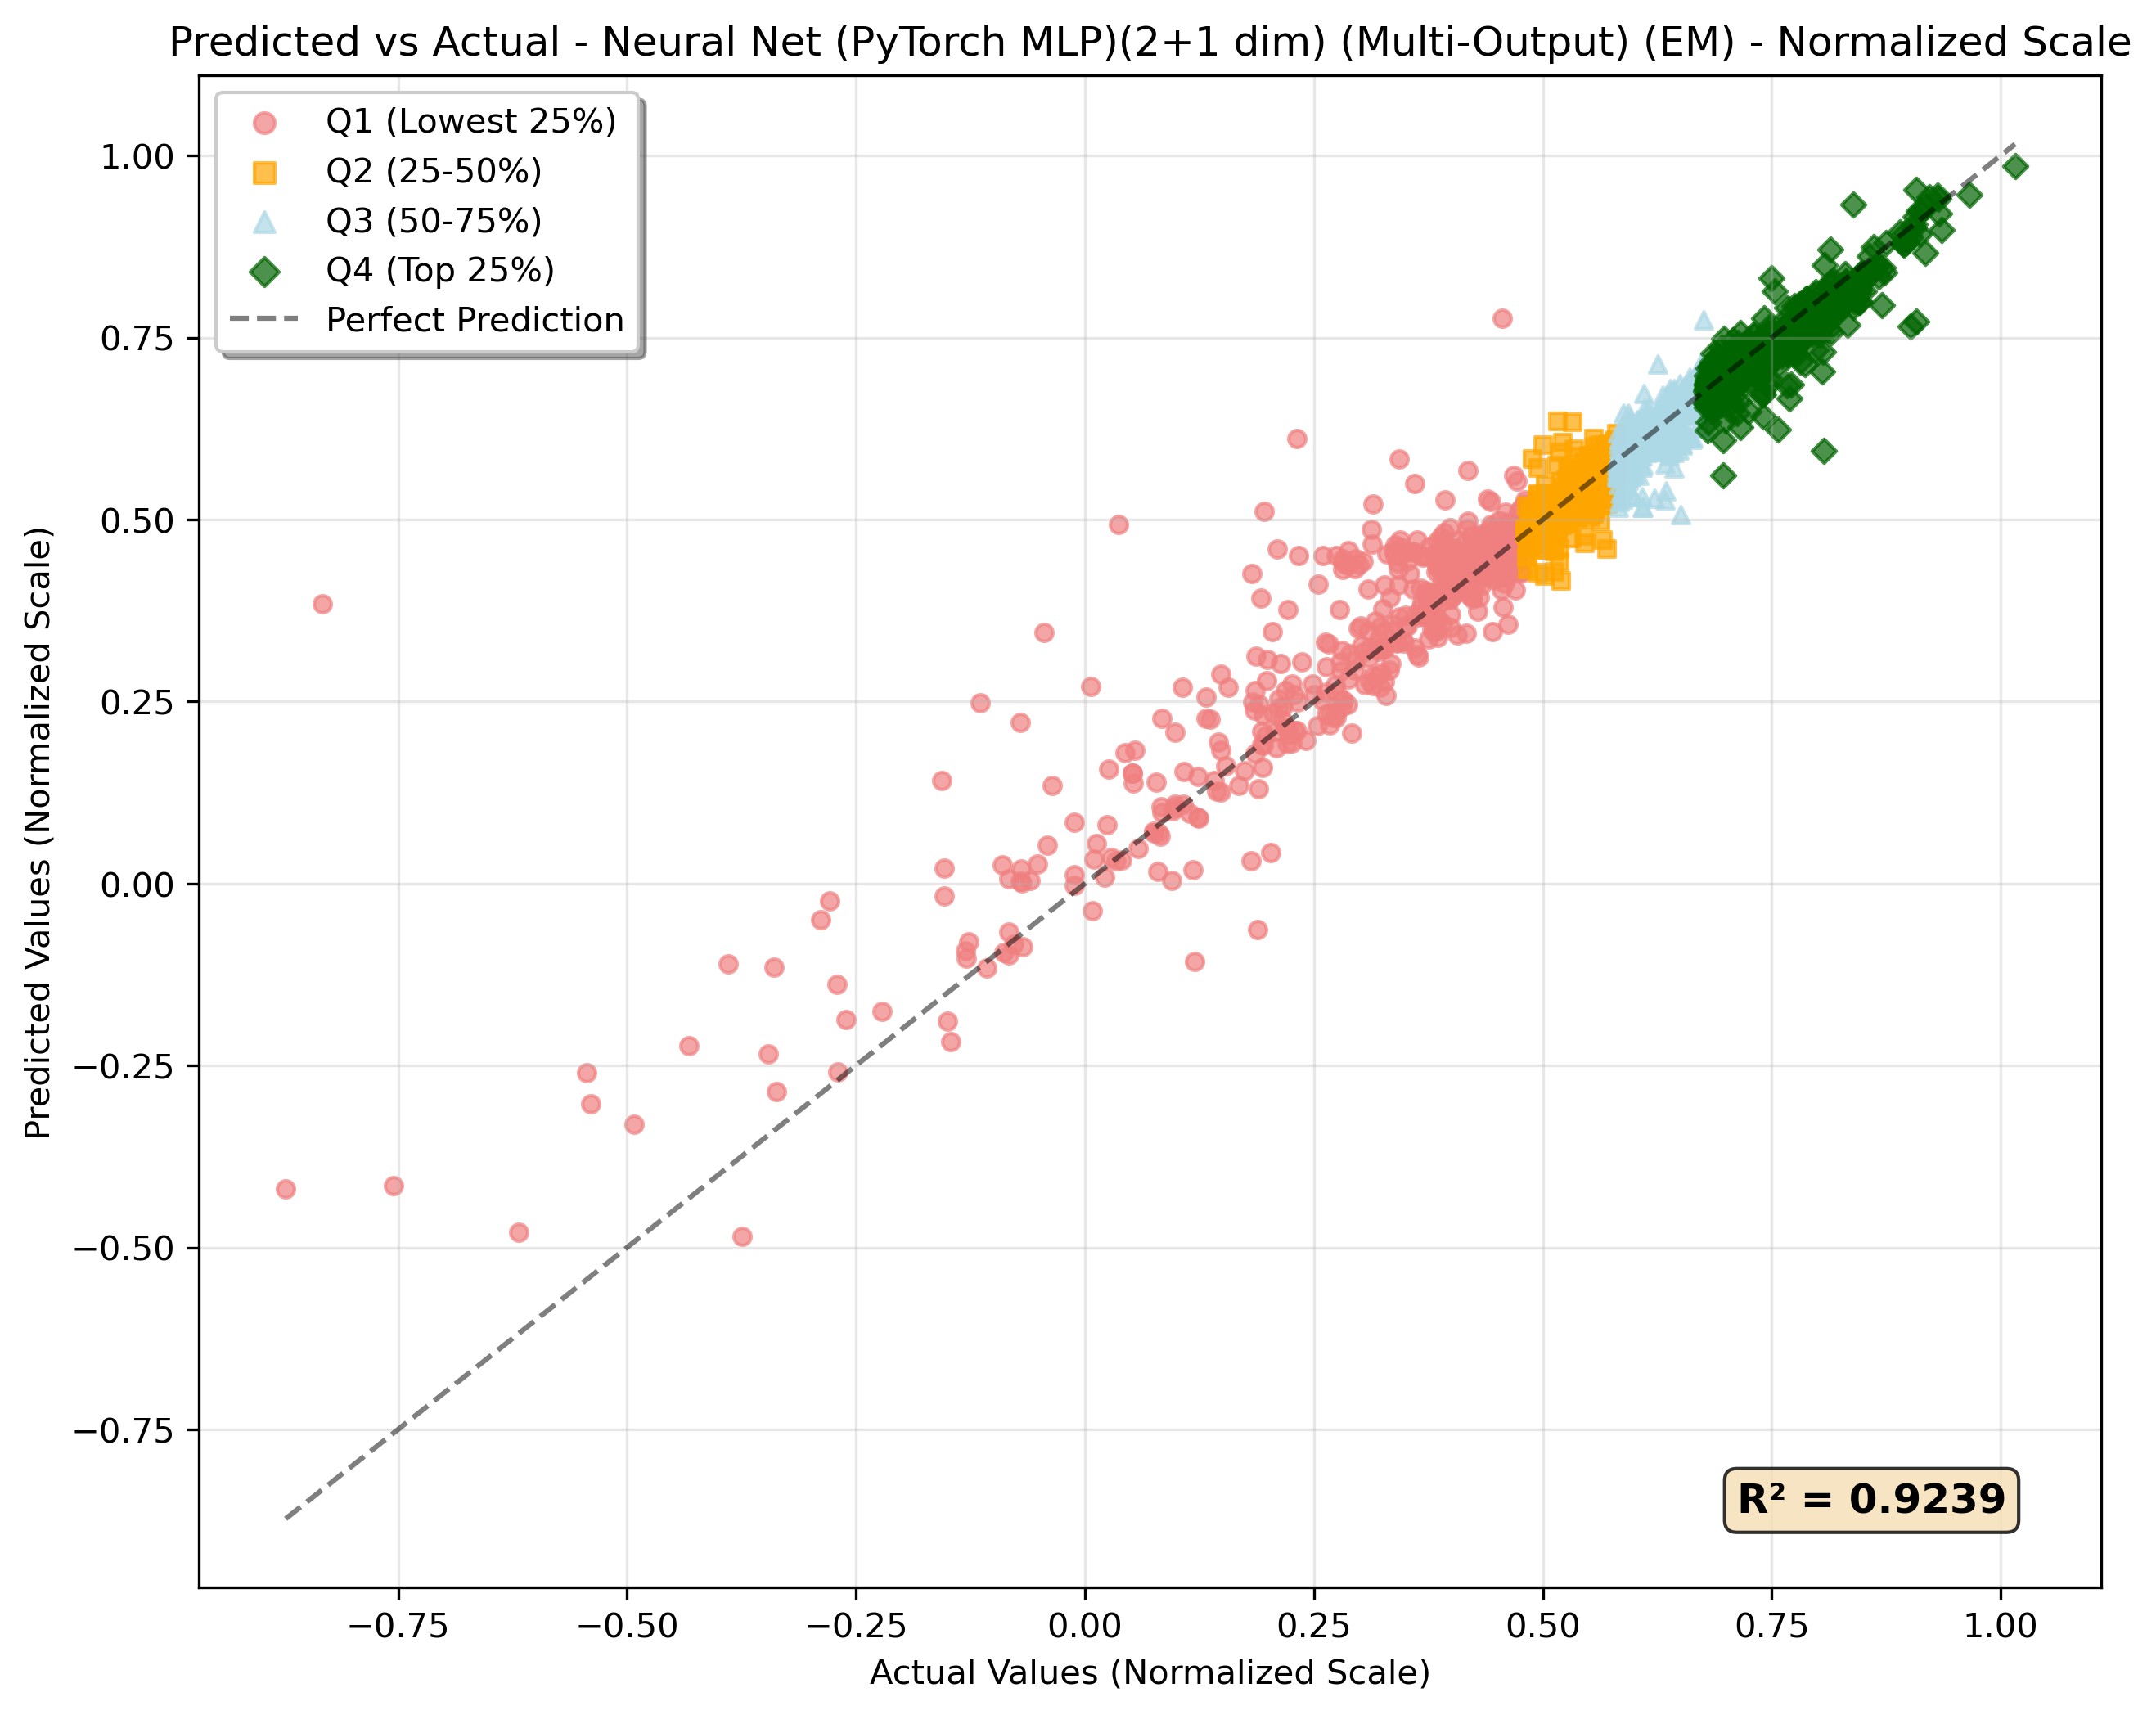 Predicted vs Actual - Neural Net (PyTorch MLP)(2+1 dim) (Multi-Output) (EM) - Normalized Scale
Q1 (Lowest 25%)
Q2 (25-50%)
Q3 (50-75%)
Q4 (Top 25%)
Perfect Prediction
Predicted Values (Normalized Scale)
1.00
0.75
0.50
0.25
0.00
−0.25
−0.50
−0.75
R² = 0.9239
−0.75 −0.50 −0.25 0.00 0.25 0.50 0.75 1.00
Actual Values (Normalized Scale)